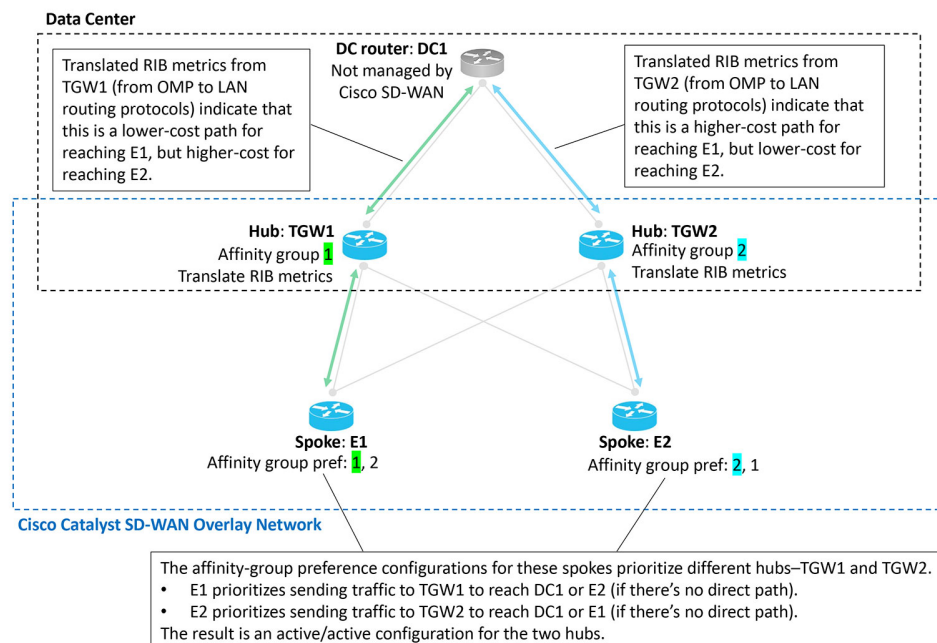 Data Center
DC router: DC1
Not managed by
Cisco SD-WAN
Translated RIB metrics from
TGW1 (from OMP to LAN
routing protocols) indicate that
this is a lower-cost path for
reaching E1, but higher-cost for
reaching E2.
Translated RIB metrics from
TGW2 (from OMP to LAN
routing protocols) indicate that
this is a higher-cost path for
reaching E1, but lower-cost for
reaching E2.
Hub: TGW1
Affinity group 1
Translate RIB metrics
Hub: TGW2
Affinity group 2
Translate RIB metrics
Spoke: E1
Affinity group pref: 1, 2
Spoke: E2
Affinity group pref: 2, 1
Cisco Catalyst SD-WAN Overlay Network
The affinity-group preference configurations for these spokes prioritize different hubs–TGW1 and TGW2.
• E1 prioritizes sending traffic to TGW1 to reach DC1 or E2 (if there's no direct path).
• E2 prioritizes sending traffic to TGW2 to reach DC1 or E1 (if there's no direct path).
The result is an active/active configuration for the two hubs.